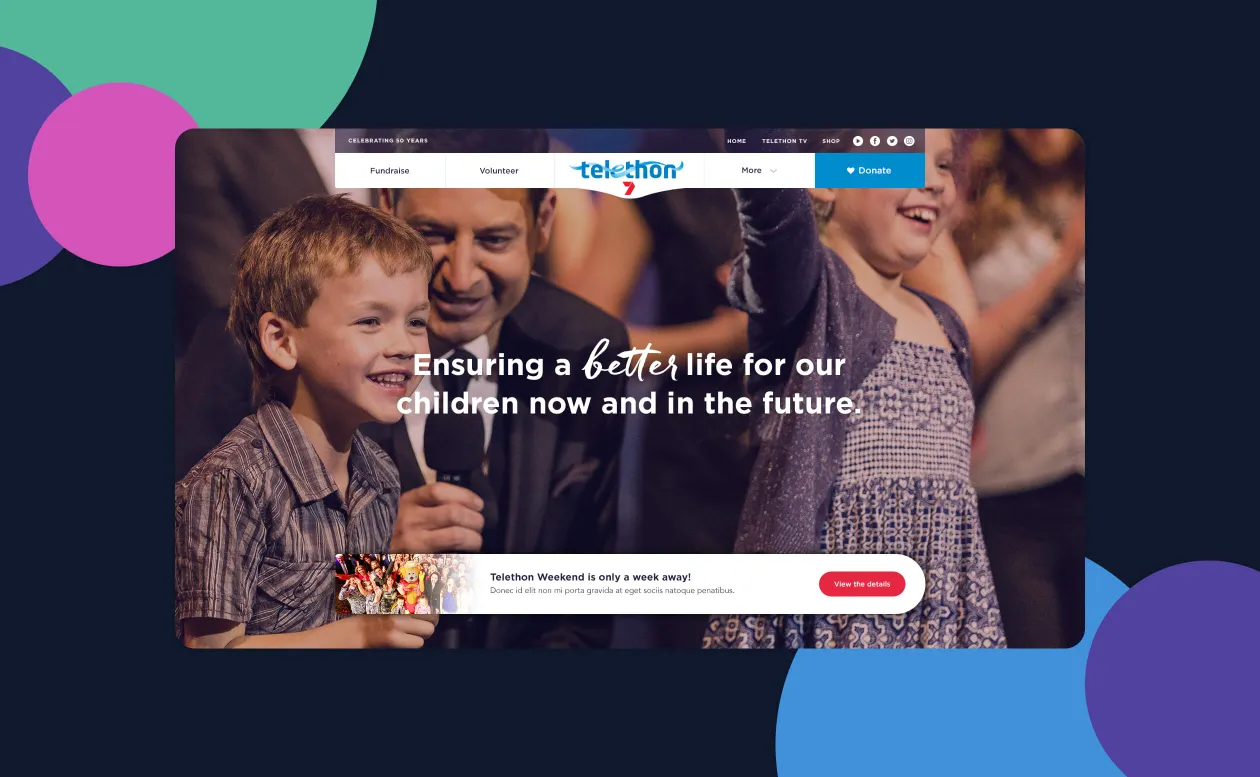 CELEBRATING 50 YEARS
HOME TELETHON TV SHOP
Fundraise Volunteer telethon More Donate
7
Ensuring a better life for our
children now and in the future.
Telethon Weekend is only a week away!
Donec id elit non mi porta gravida at eget sociis natoque penatibus.
View the details